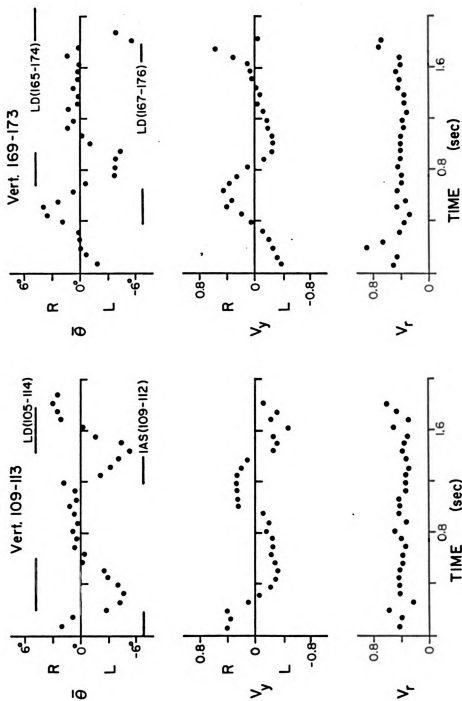 Vert. 109-113
LD(105-114)
6°
R
0°
θ̄
L
-6°
IAS(109-112)
0.8
R
Vy 0
L
-0.8
0.8
Vr
0
0.8
1.6
TIME (sec)
Vert. 169-173
LD(165-174)
6°
R
0°
θ̄
L
-6°
LD(167-176)
0.8
R
Vy 0
L
-0.8
0.8
Vr
0
0.8
1.6
TIME (sec)